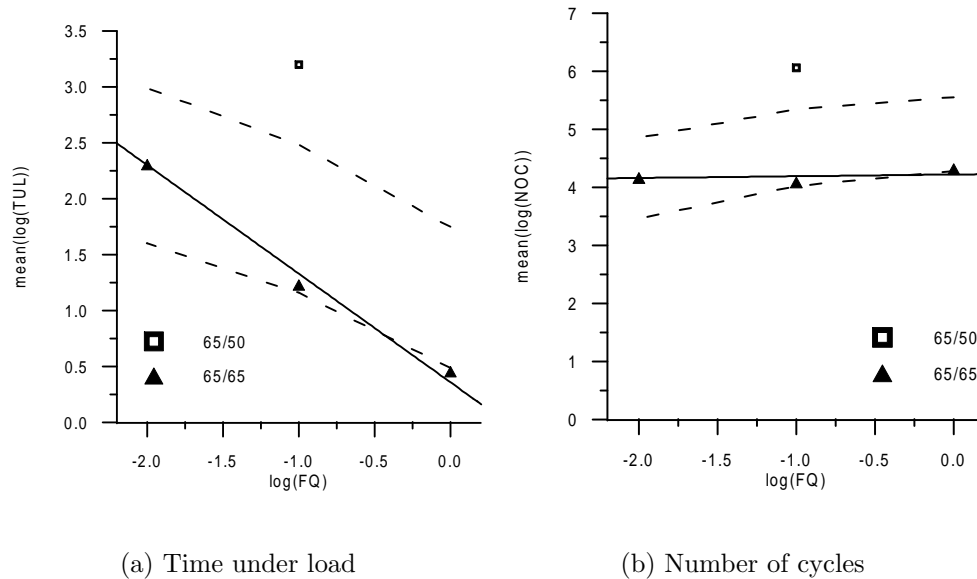 3.5
3.0
2.5
2.0
1.5
1.0
0.5
0.0
mean(log(TUL))
65/50
65/65
-2.0 -1.5 -1.0 -0.5 0.0
log(FQ)
(a) Time under load
7
6
5
4
3
2
1
0
mean(log(NOC))
65/50
65/65
-2.0 -1.5 -1.0 -0.5 0.0
log(FQ)
(b) Number of cycles